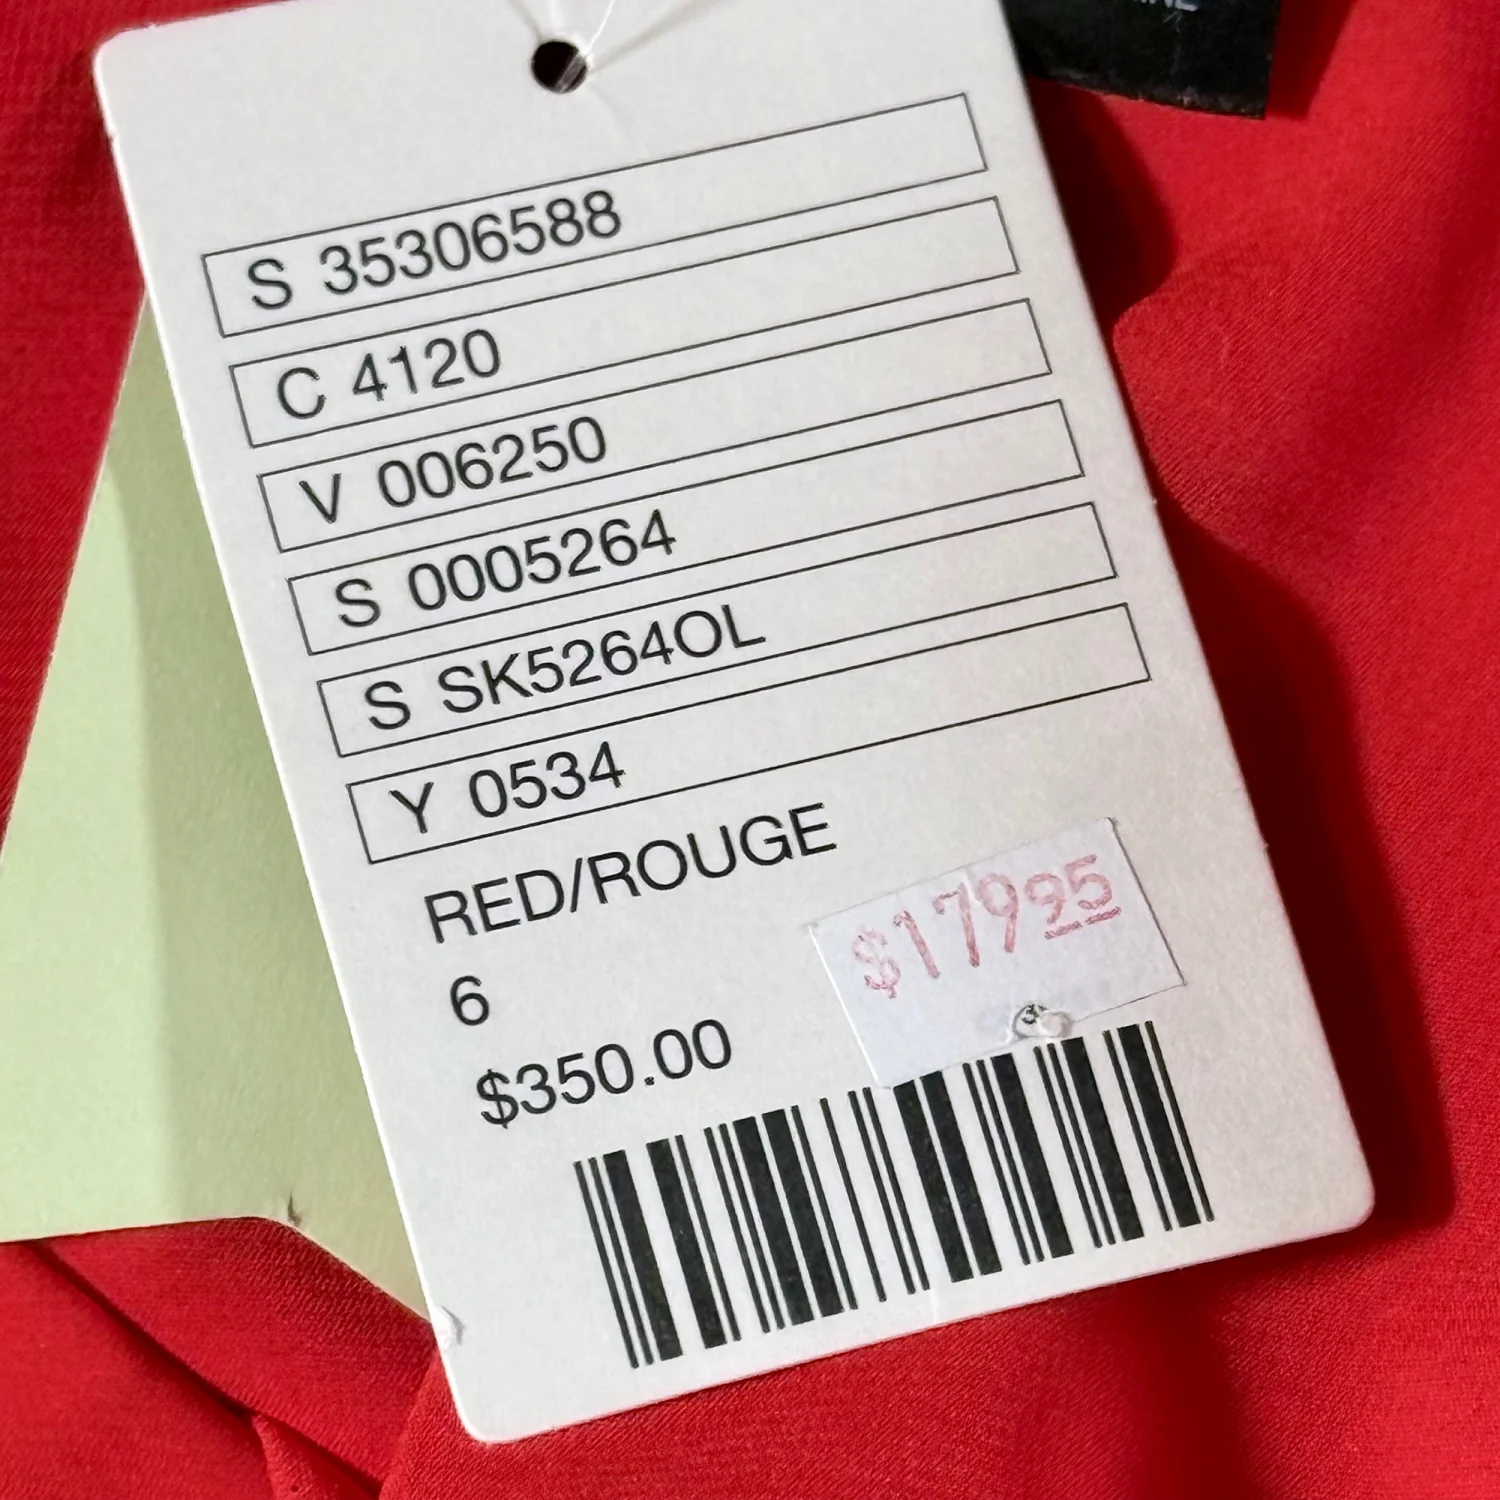 S 35306588
C 4120
V 006250
S 0005264
S SK5264OL
Y 0534
RED/ROUGE
$17995
6
$350.00